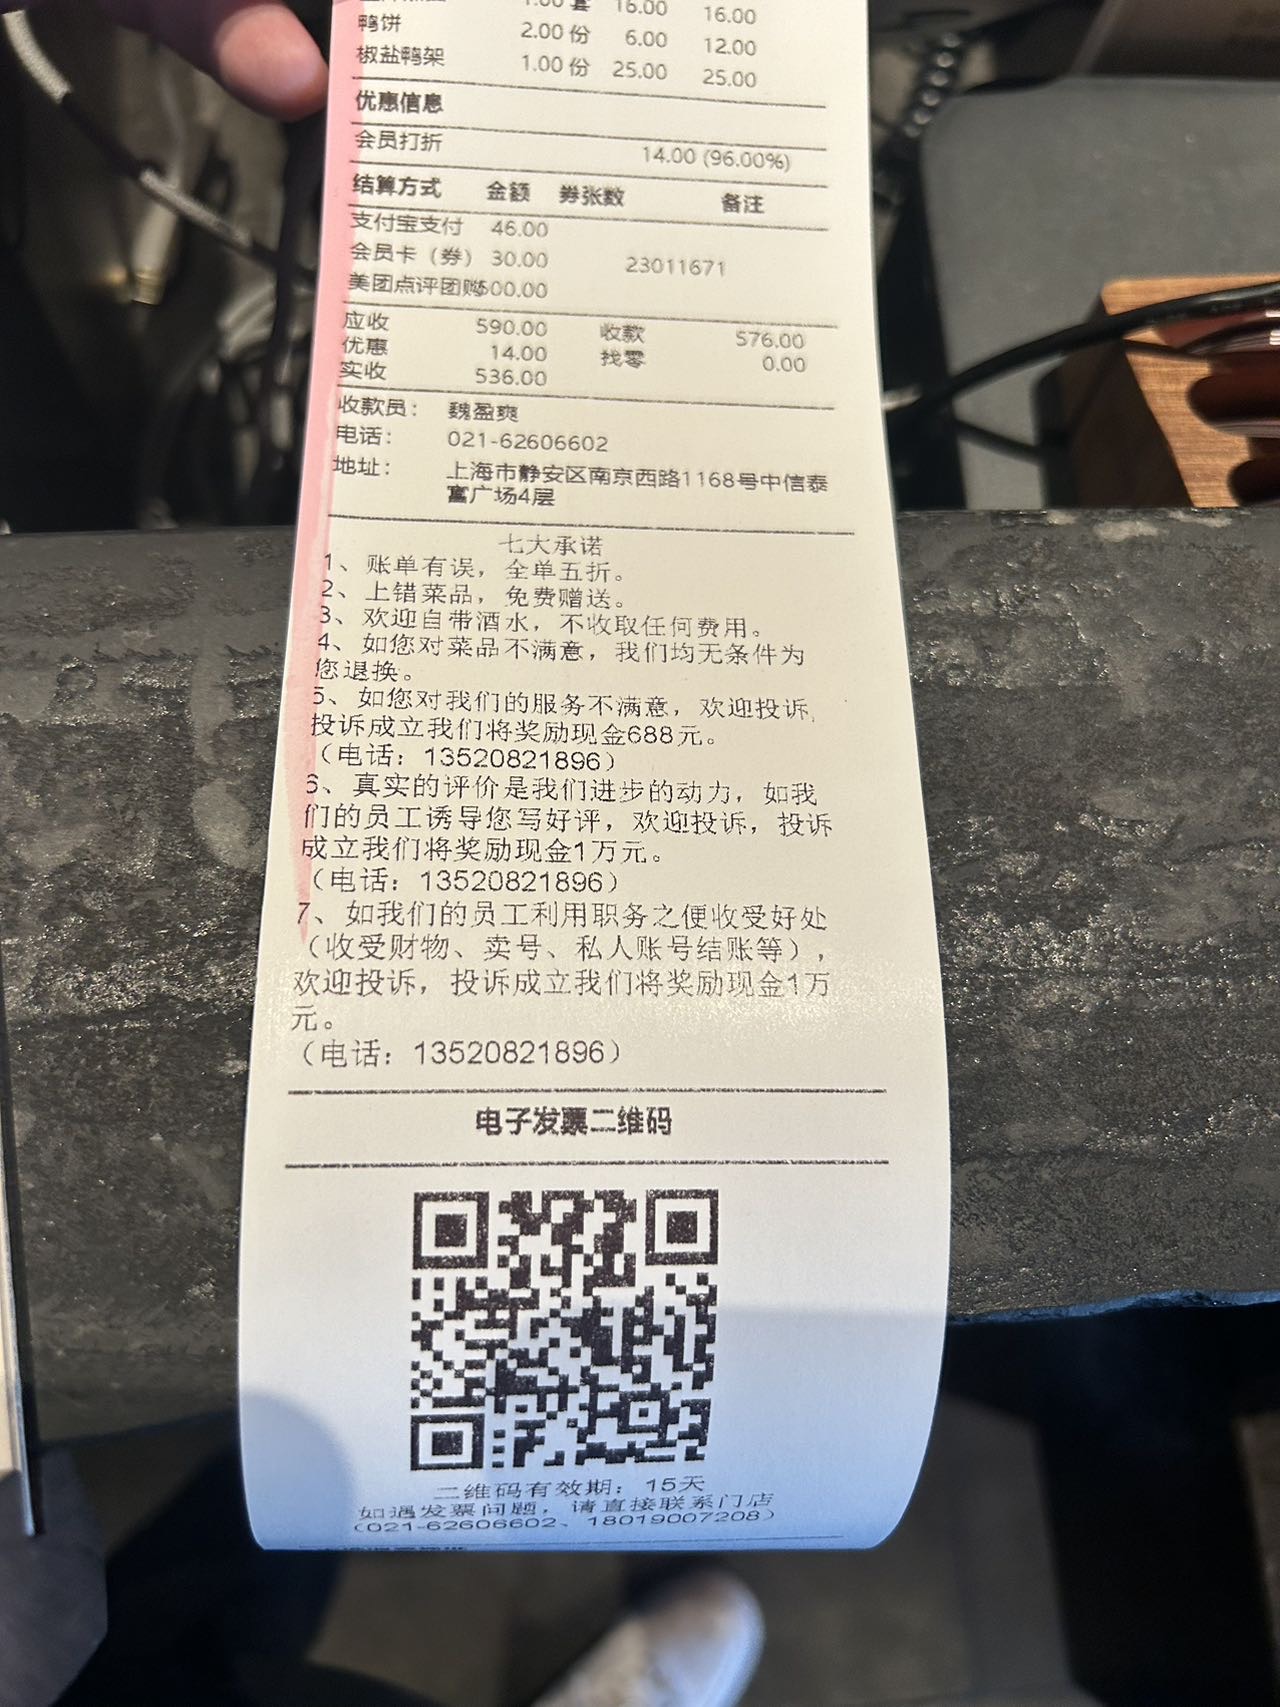 1.00 套 16.00 16.00
鸭饼 2.00 份 6.00 12.00
椒盐鸭架 1.00 份 25.00 25.00
优惠信息
会员打折 14.00 (96.00%)
结算方式 金额 券张数 备注
支付宝支付 46.00
会员卡（券） 30.00 23011671
美团点评团购500.00
应收 590.00 收款 576.00
优惠 14.00 找零 0.00
实收 536.00
收款员： 魏盈爽
电话： 021-62606602
地址： 上海市静安区南京西路1168号中信泰
富广场4层
七大承诺
1、账单有误，全单五折。
2、上错菜品，免费赠送。
3、欢迎自带酒水，不收取任何费用。
4、如您对菜品不满意，我们均无条件为
您退换。
5、如您对我们的服务不满意，欢迎投诉，
投诉成立我们将奖励现金688元。
（电话：13520821896）
6、真实的评价是我们进步的动力，如我
们的员工诱导您写好评，欢迎投诉，投诉
成立我们将奖励现金1万元。
（电话：13520821896）
7、如我们的员工利用职务之便收受好处
（收受财物、卖号、私人账号结账等），
欢迎投诉，投诉成立我们将奖励现金1万
元。
（电话：13520821896）
电子发票二维码
二维码有效期：15天
如遇发票问题，请直接联系门店
（021-62606602、18019007208）